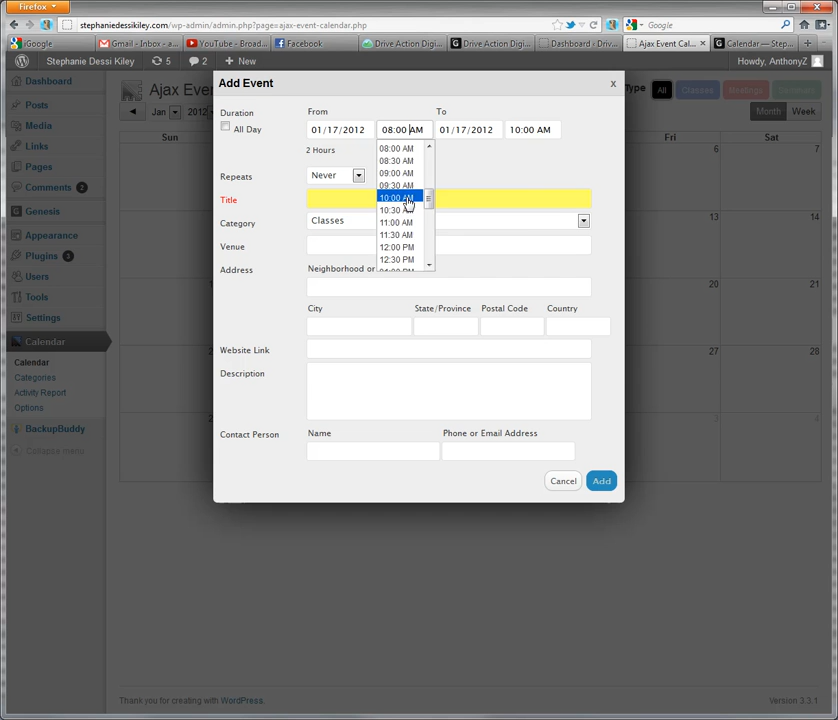 Firefox
stephaniedessikiley.com/wp-admin/admin.php?page=ajax-event-calendar.php
Google
Google
Gmail - Inbox - a...
YouTube - Broad...
Facebook
Drive Action Digi...
Drive Action Digi...
Dashboard ‹ Driv...
Ajax Event Cal...
Calendar — Step...
Stephanie Dessi Kiley
5
2
+ New
Howdy, AnthonyZ
Dashboard
Posts
Media
Links
Pages
Comments
Genesis
Appearance
Plugins
Users
Tools
Settings
Calendar
Calendar
Categories
Activity Report
Options
BackupBuddy
Collapse menu
Ajax Ev
Type
All
Classes
Meetings
Jan
2012
Month
Week
Sun
Fri
Sat
6
7
13
14
20
21
27
28
Add Event
x
Duration
All Day
From
To
01/17/2012
08:00 AM
01/17/2012
10:00 AM
2 Hours
08:00 AM
08:30 AM
09:00 AM
09:30 AM
10:00 AM
10:30 AM
11:00 AM
11:30 AM
12:00 PM
12:30 PM
Repeats
Never
Title
Category
Classes
Venue
Address
Neighborhood or
City
State/Province
Postal Code
Country
Website Link
Description
Contact Person
Name
Phone or Email Address
Cancel
Add
Thank you for creating with WordPress.
Version 3.3.1